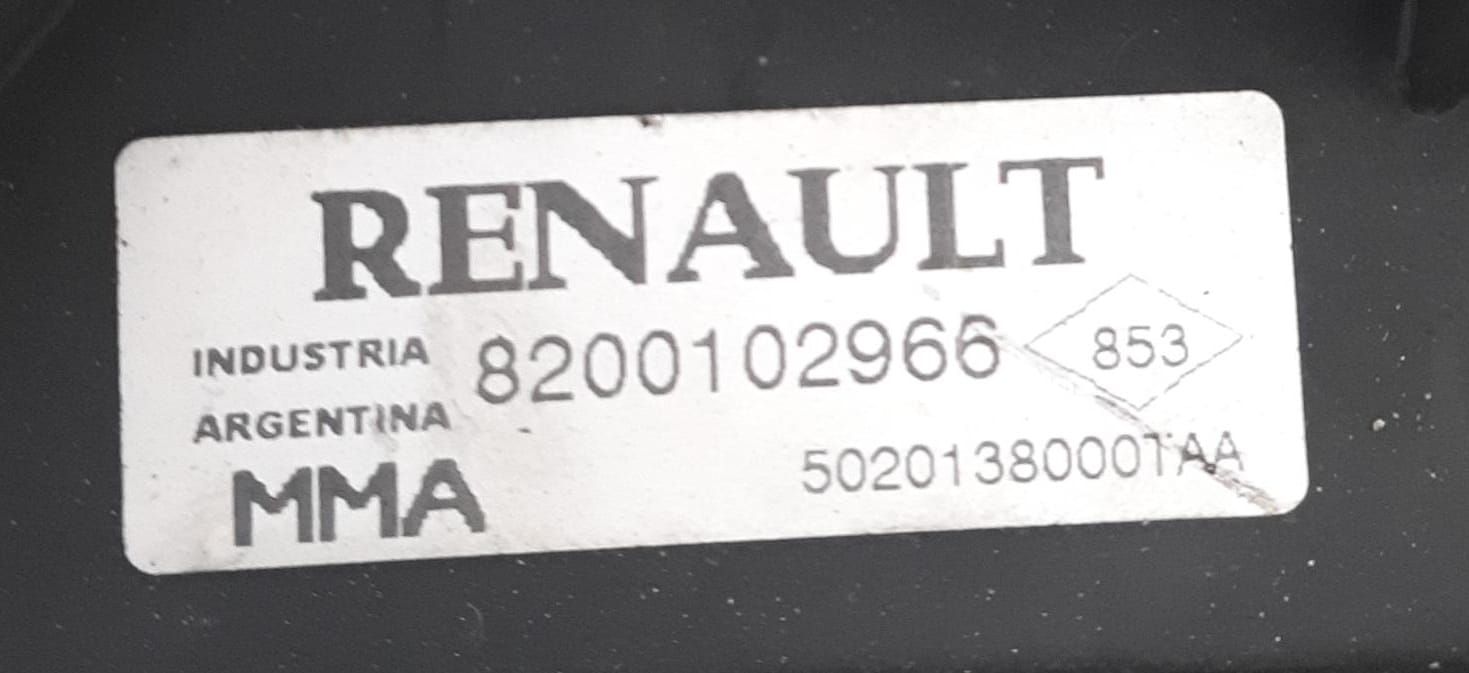 RENAULT
INDUSTRIA 8200102966 853
ARGENTINA
MMA 50201380001AA